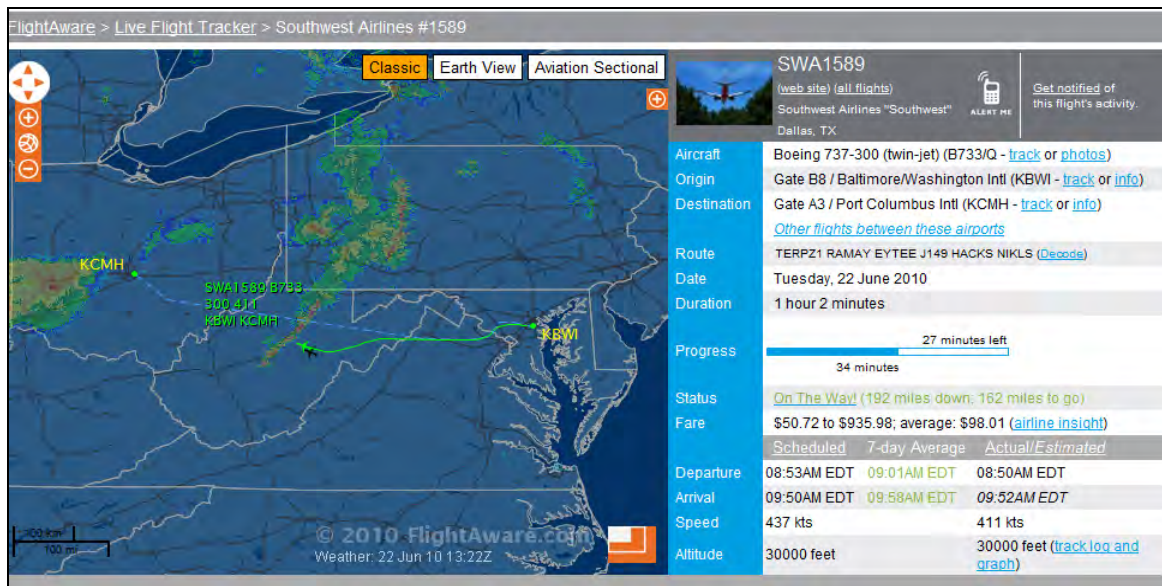 FlightAware > Live Flight Tracker > Southwest Airlines #1589
Classic
Earth View
Aviation Sectional
KCMH
SWA1589 B733
300 411
KBWI KCMH
KBWI
100 mi
© 2010 FlightAware.com
Weather: 22 Jun 10 13:22Z
SWA1589
(web site) (all flights)
Southwest Airlines "Southwest"
Dallas, TX
ALERT ME
Get notified of
this flight's activity.
Aircraft Boeing 737-300 (twin-jet) (B733/Q - track or photos)
Origin Gate B8 / Baltimore/Washington Intl (KBWI - track or info)
Destination Gate A3 / Port Columbus Intl (KCMH - track or info)
Other flights between these airports
Route TERPZ1 RAMAY EYTEE J149 HACKS NIKLS (Decode)
Date Tuesday, 22 June 2010
Duration 1 hour 2 minutes
27 minutes left
Progress
34 minutes
Status On The Way! (192 miles down, 162 miles to go)
Fare $50.72 to $935.98; average: $98.01 (airline insight)
Scheduled 7-day Average Actual/Estimated
Departure 08:53AM EDT 09:01AM EDT 08:50AM EDT
Arrival 09:50AM EDT 09:58AM EDT 09:52AM EDT
Speed 437 kts 411 kts
Altitude 30000 feet 30000 feet (track log and
graph)